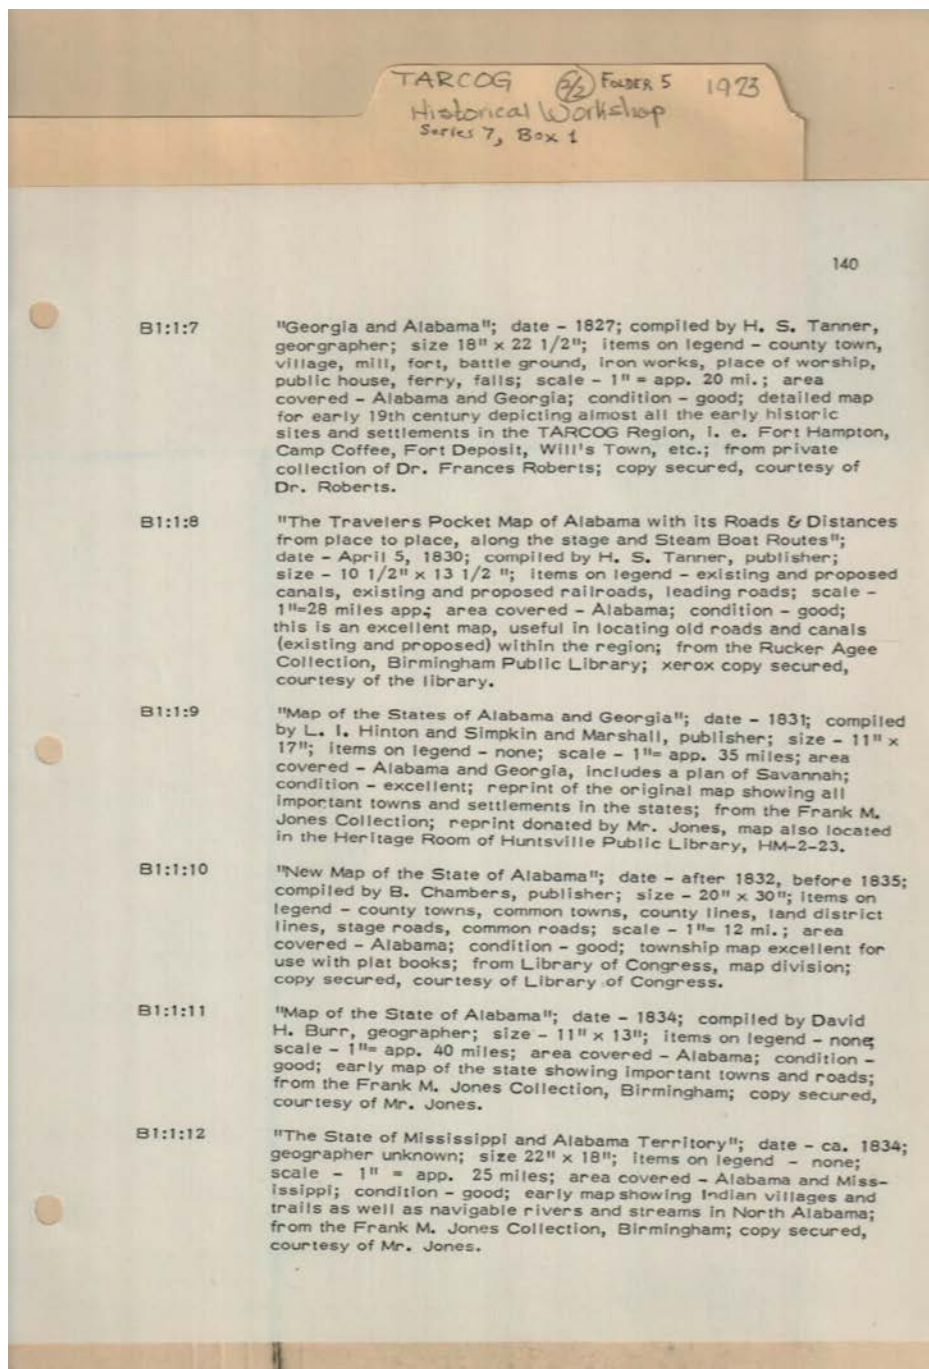 TARCOG 2/2 FOLDER 5 1973
Historical Workshop
Series 7, Box 1
140
B1:1:7 "Georgia and Alabama"; date - 1827; compiled by H. S. Tanner,
georgrapher; size 18" x 22 1/2"; items on legend - county town,
village, mill, fort, battle ground, iron works, place of worship,
public house, ferry, falls; scale - 1" = app. 20 mi.; area
covered - Alabama and Georgia; condition - good; detailed map
for early 19th century depicting almost all the early historic
sites and settlements in the TARCOG Region, i. e. Fort Hampton,
Camp Coffee, Fort Deposit, Will's Town, etc.; from private
collection of Dr. Frances Roberts; copy secured, courtesy of
Dr. Roberts.
B1:1:8 "The Travelers Pocket Map of Alabama with its Roads & Distances
from place to place, along the stage and Steam Boat Routes";
date - April 5, 1830; compiled by H. S. Tanner, publisher;
size - 10 1/2" x 13 1/2 "; items on legend - existing and proposed
canals, existing and proposed railroads, leading roads; scale -
1"=28 miles app.; area covered - Alabama; condition - good;
this is an excellent map, useful in locating old roads and canals
(existing and proposed) within the region; from the Rucker Agee
Collection, Birmingham Public Library; xerox copy secured,
courtesy of the library.
B1:1:9 "Map of the States of Alabama and Georgia"; date - 1831; compiled
by L. I. Hinton and Simpkin and Marshall, publisher; size - 11" x
17"; items on legend - none; scale - 1"= app. 35 miles; area
covered - Alabama and Georgia, includes a plan of Savannah;
condition - excellent; reprint of the original map showing all
important towns and settlements in the states; from the Frank M.
Jones Collection; reprint donated by Mr. Jones, map also located
in the Heritage Room of Huntsville Public Library, HM-2-23.
B1:1:10 "New Map of the State of Alabama"; date - after 1832, before 1835;
compiled by B. Chambers, publisher; size - 20" x 30"; items on
legend - county towns, common towns, county lines, land district
lines, stage roads, common roads; scale - 1"= 12 mi.; area
covered - Alabama; condition - good; township map excellent for
use with plat books; from Library of Congress, map division;
copy secured, courtesy of Library of Congress.
B1:1:11 "Map of the State of Alabama"; date - 1834; compiled by David
H. Burr, geographer; size - 11" x 13"; items on legend - none;
scale - 1"= app. 40 miles; area covered - Alabama; condition -
good; early map of the state showing important towns and roads;
from the Frank M. Jones Collection, Birmingham; copy secured,
courtesy of Mr. Jones.
B1:1:12 "The State of Mississippi and Alabama Territory"; date - ca. 1834;
geographer unknown; size 22" x 18"; items on legend - none;
scale - 1" = app. 25 miles; area covered - Alabama and Miss-
issippi; condition - good; early map showing Indian villages and
trails as well as navigable rivers and streams in North Alabama;
from the Frank M. Jones Collection, Birmingham; copy secured,
courtesy of Mr. Jones.